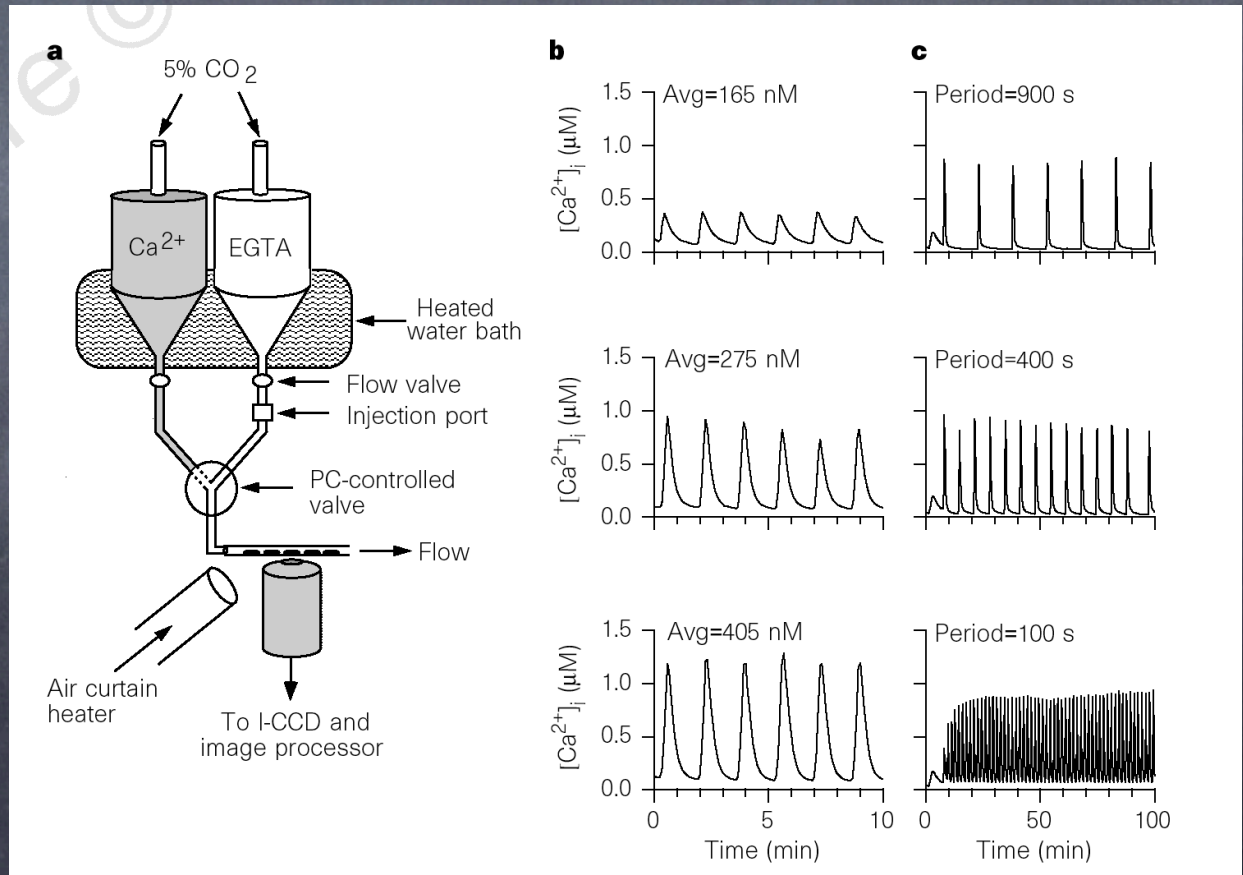 e ©
a
5% CO2
Ca2+
EGTA
Heated
water bath
Flow valve
Injection port
PC-controlled
valve
Flow
Air curtain
heater
To I-CCD and
image processor
b
Avg=165 nM
[Ca2+]i (μM)
1.5
1.0
0.5
0.0
Avg=275 nM
[Ca2+]i (μM)
1.5
1.0
0.5
0.0
Avg=405 nM
[Ca2+]i (μM)
1.5
1.0
0.5
0.0
0 5 10
Time (min)
c
Period=900 s
Period=400 s
Period=100 s
0 50 100
Time (min)